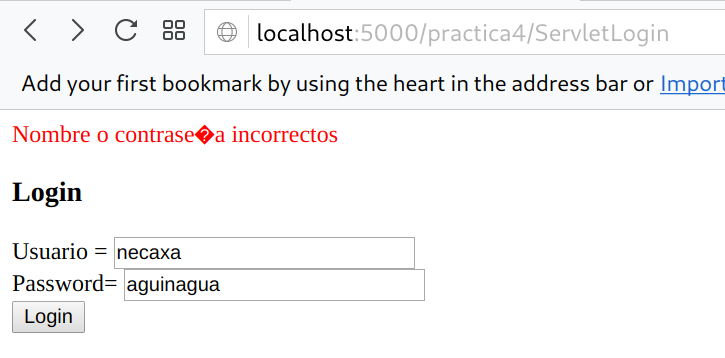 localhost:5000/practica4/ServletLogin
Add your first bookmark by using the heart in the address bar or Import
Nombre o contrase�a incorrectos
Login
Usuario = necaxa
Password= aguinagua
Login